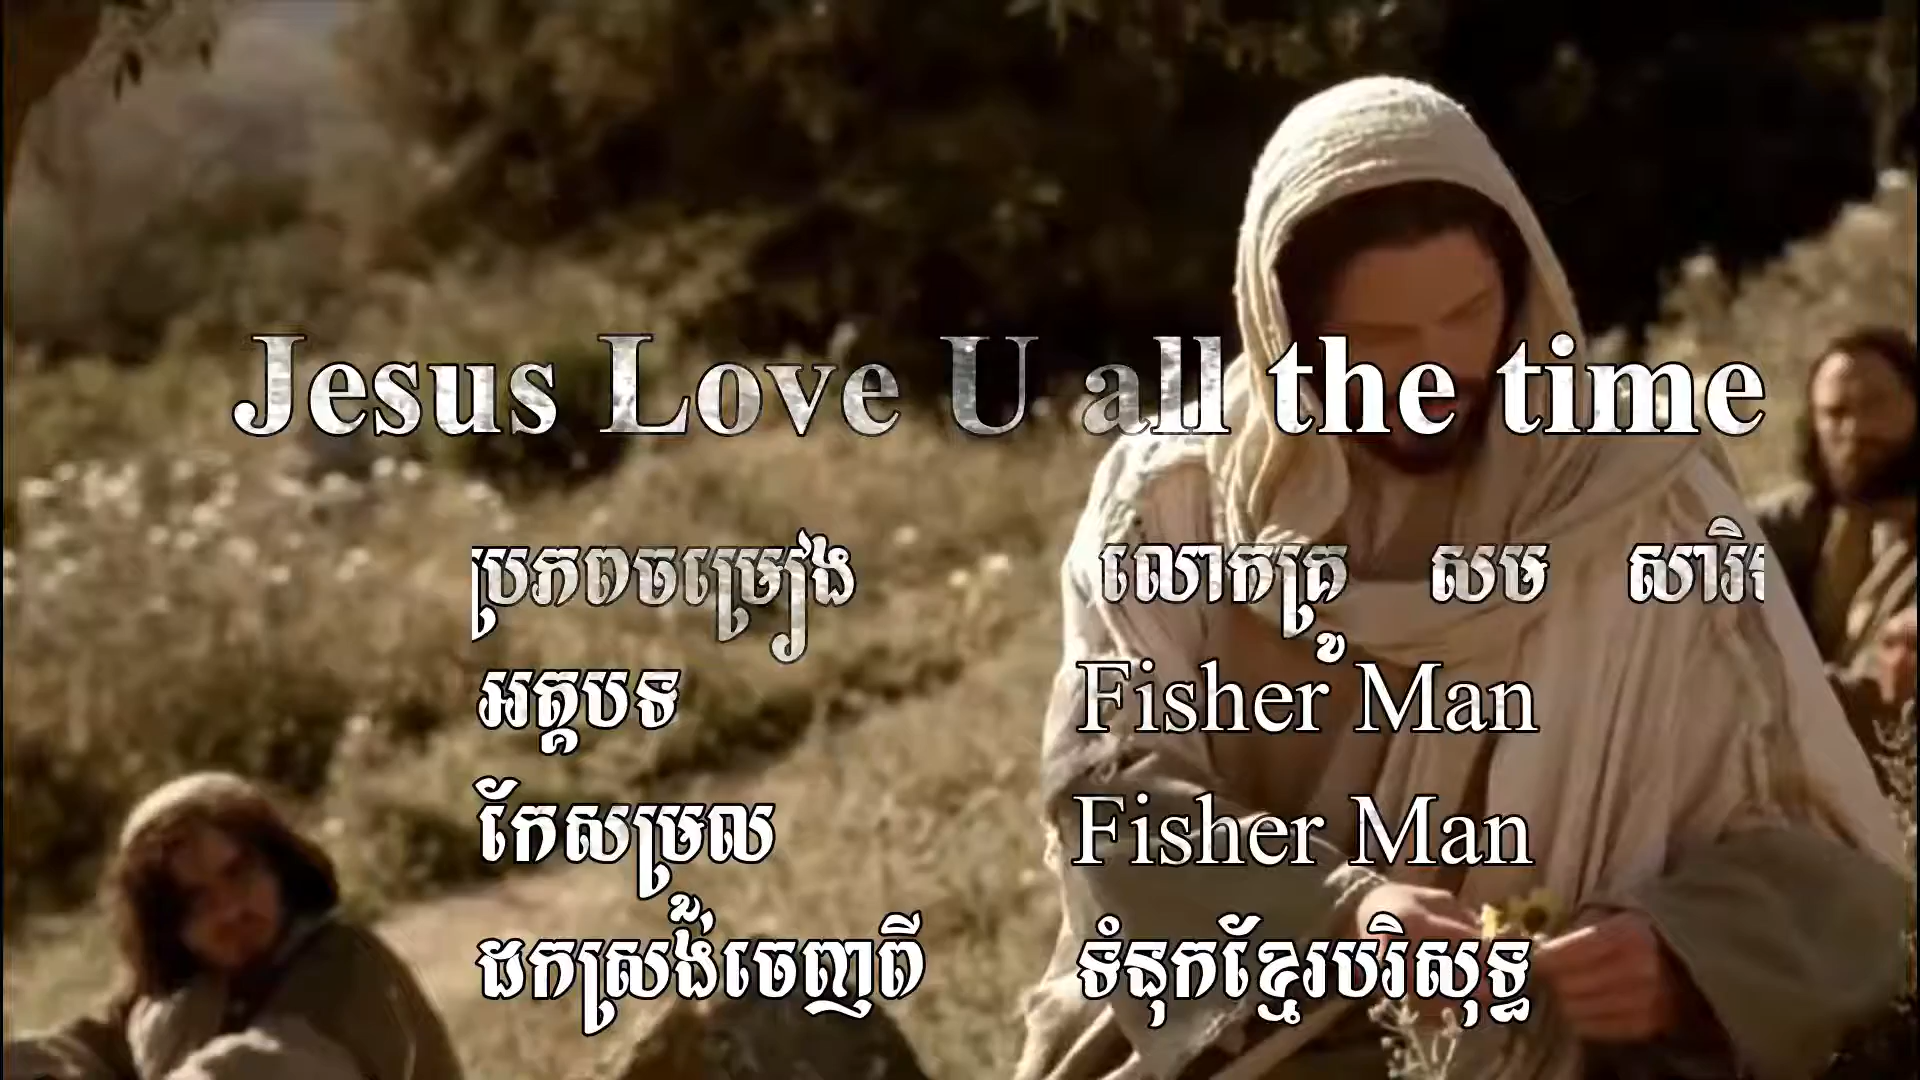 Jesus Love U all the time
ប្រភពចម្រៀង លោកគ្រូ សម
អត្ថបទ Fisher Man
កែសម្រួល Fisher Man
ដកស្រង់ចេញពី ទំនុកខ្មែរបរិសុទ្ធ